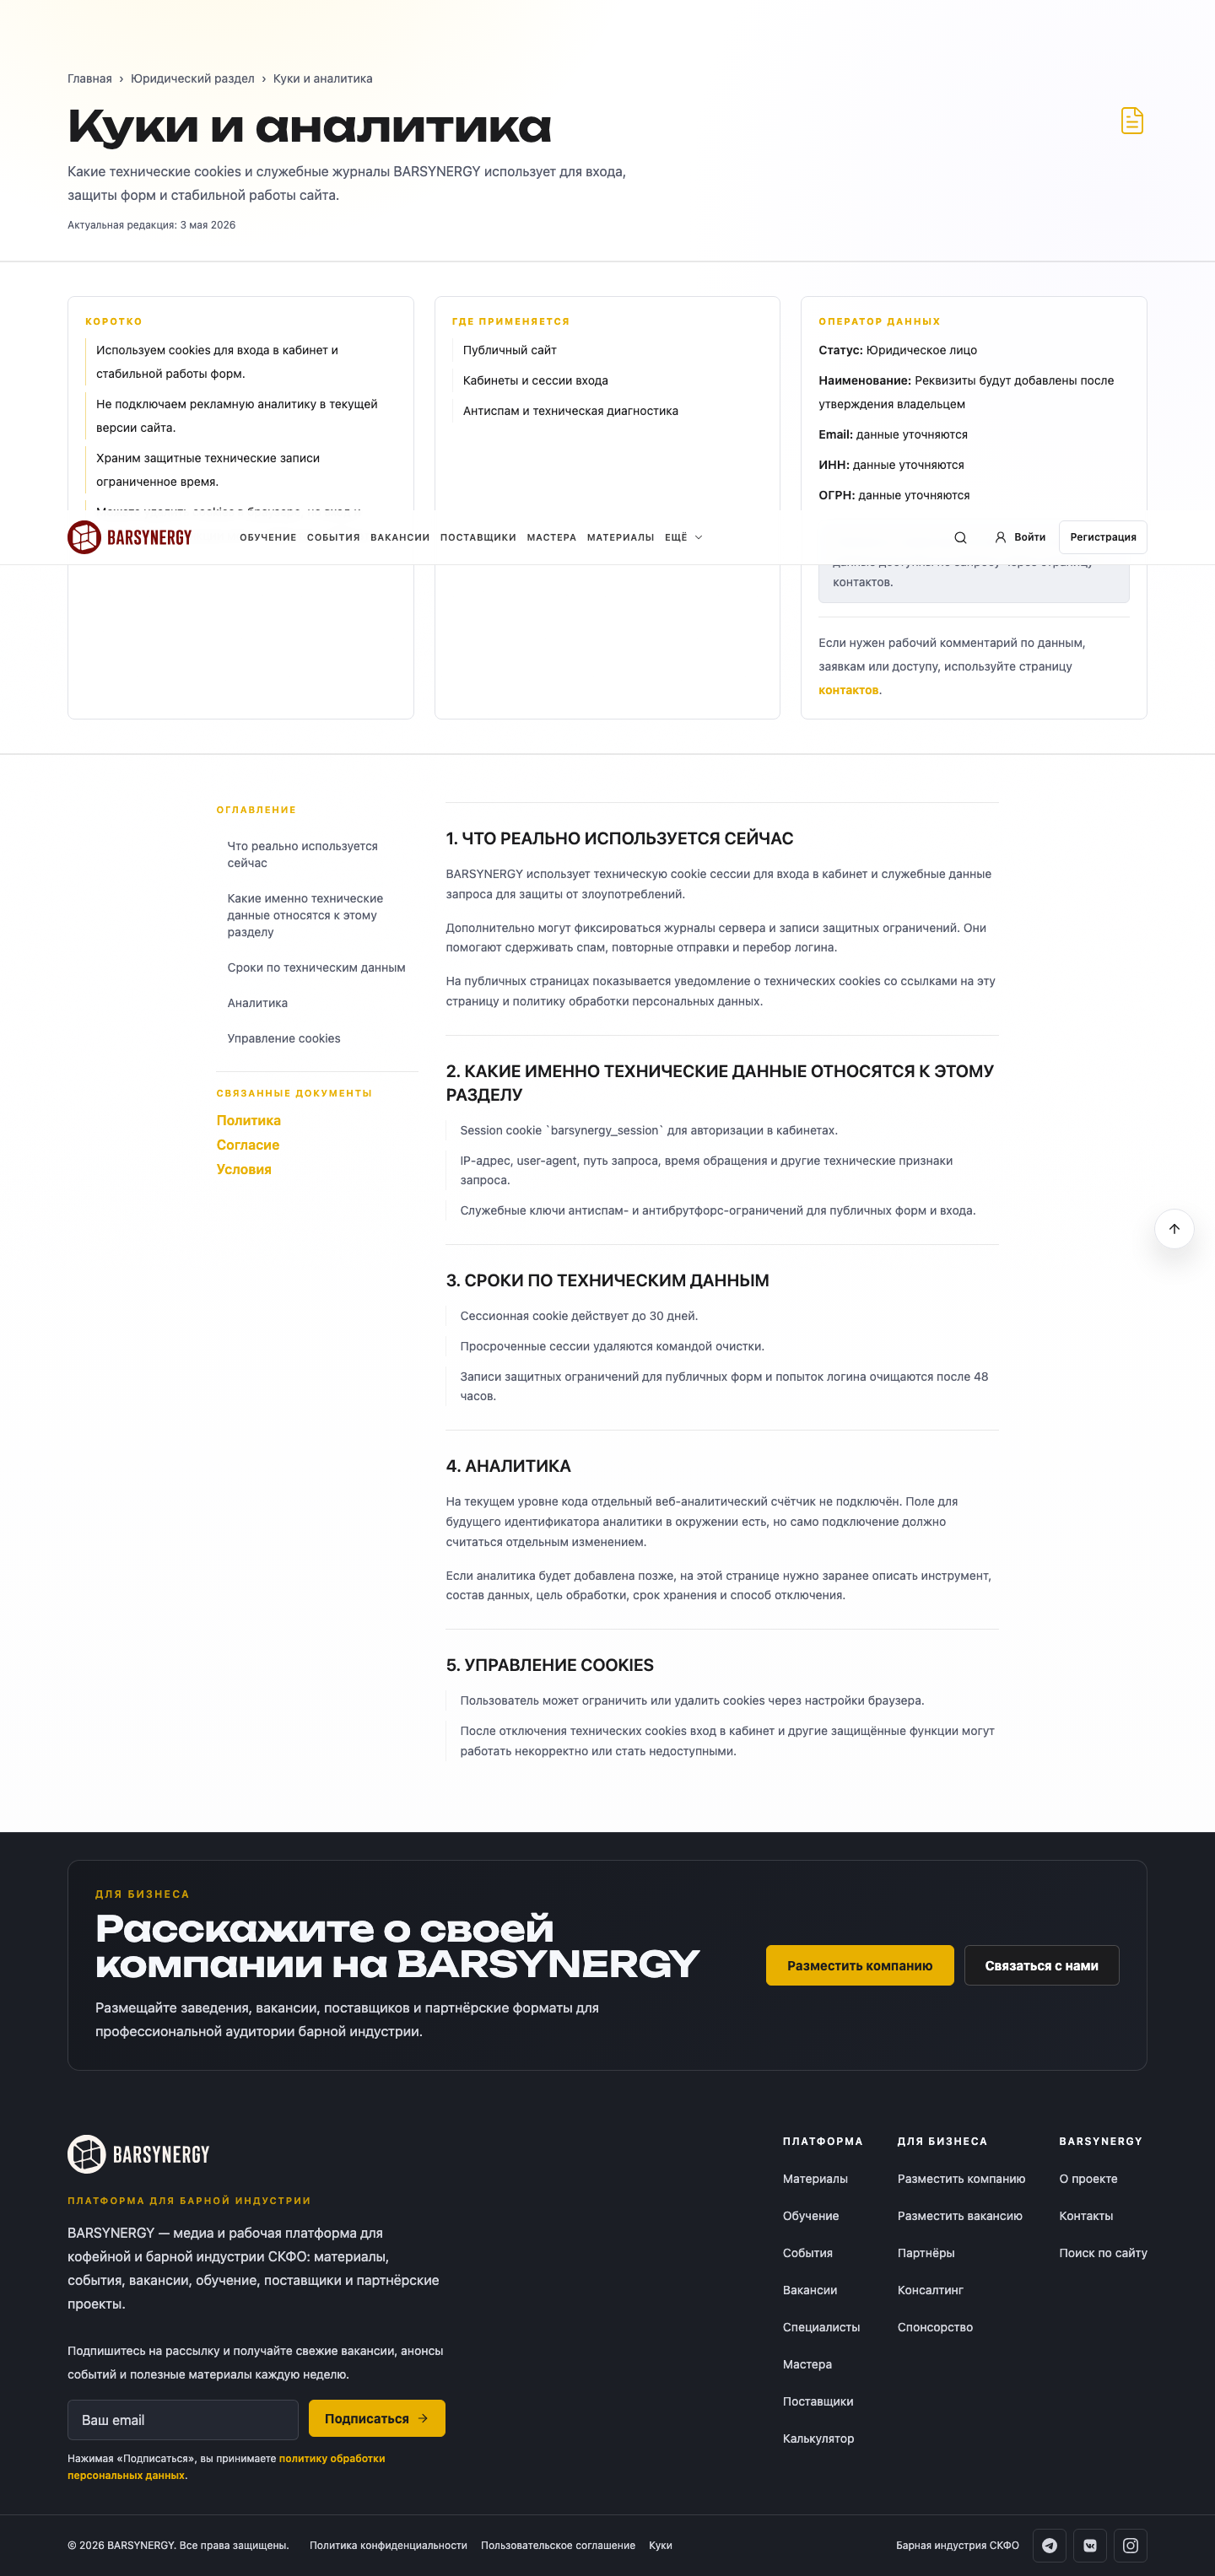 Главная › Юридический раздел › Куки и аналитика
Куки и аналитика
Какие технические cookies и служебные журналы BARSYNERGY использует для входа,
защиты форм и стабильной работы сайта.
Актуальная редакция: 3 мая 2026
КОРОТКО
Используем cookies для входа в кабинет и
стабильной работы форм.
Не подключаем рекламную аналитику в текущей
версии сайта.
Храним защитные технические записи
ограниченное время.
ГДЕ ПРИМЕНЯЕТСЯ
Публичный сайт
Кабинеты и сессии входа
Антиспам и техническая диагностика
ОПЕРАТОР ДАННЫХ
Статус: Юридическое лицо
Наименование: Реквизиты будут добавлены после
утверждения владельцем
Email: данные уточняются
ИНН: данные уточняются
ОГРН: данные уточняются
BARSYNERGY
ОБУЧЕНИЕ СОБЫТИЯ ВАКАНСИИ ПОСТАВЩИКИ МАСТЕРА МАТЕРИАЛЫ ЕЩЁ
Войти
Регистрация
контактов.
Если нужен рабочий комментарий по данным,
заявкам или доступу, используйте страницу
контактов.
ОГЛАВЛЕНИЕ
Что реально используется
сейчас
Какие именно технические
данные относятся к этому
разделу
Сроки по техническим данным
Аналитика
Управление cookies
СВЯЗАННЫЕ ДОКУМЕНТЫ
Политика
Согласие
Условия
1. ЧТО РЕАЛЬНО ИСПОЛЬЗУЕТСЯ СЕЙЧАС
BARSYNERGY использует техническую cookie сессии для входа в кабинет и служебные данные
запроса для защиты от злоупотреблений.
Дополнительно могут фиксироваться журналы сервера и записи защитных ограничений. Они
помогают сдерживать спам, повторные отправки и перебор логина.
На публичных страницах показывается уведомление о технических cookies со ссылками на эту
страницу и политику обработки персональных данных.
2. КАКИЕ ИМЕННО ТЕХНИЧЕСКИЕ ДАННЫЕ ОТНОСЯТСЯ К ЭТОМУ
РАЗДЕЛУ
Session cookie `barsynergy_session` для авторизации в кабинетах.
IP-адрес, user-agent, путь запроса, время обращения и другие технические признаки
запроса.
Служебные ключи антиспам- и антибрутфорс-ограничений для публичных форм и входа.
3. СРОКИ ПО ТЕХНИЧЕСКИМ ДАННЫМ
Сессионная cookie действует до 30 дней.
Просроченные сессии удаляются командой очистки.
Записи защитных ограничений для публичных форм и попыток логина очищаются после 48
часов.
4. АНАЛИТИКА
На текущем уровне кода отдельный веб-аналитический счётчик не подключён. Поле для
будущего идентификатора аналитики в окружении есть, но само подключение должно
считаться отдельным изменением.
Если аналитика будет добавлена позже, на этой странице нужно заранее описать инструмент,
состав данных, цель обработки, срок хранения и способ отключения.
5. УПРАВЛЕНИЕ COOKIES
Пользователь может ограничить или удалить cookies через настройки браузера.
После отключения технических cookies вход в кабинет и другие защищённые функции могут
работать некорректно или стать недоступными.
ДЛЯ БИЗНЕСА
Расскажите о своей
компании на BARSYNERGY
Размещайте заведения, вакансии, поставщиков и партнёрские форматы для
профессиональной аудитории барной индустрии.
Разместить компанию
Связаться с нами
BARSYNERGY
ПЛАТФОРМА ДЛЯ БАРНОЙ ИНДУСТРИИ
BARSYNERGY — медиа и рабочая платформа для
кофейной и барной индустрии СКФО: материалы,
события, вакансии, обучение, поставщики и партнёрские
проекты.
Подпишитесь на рассылку и получайте свежие вакансии, анонсы
событий и полезные материалы каждую неделю.
Ваш email
Подписаться
Нажимая «Подписаться», вы принимаете политику обработки
персональных данных.
ПЛАТФОРМА
Материалы
Обучение
События
Вакансии
Специалисты
Мастера
Поставщики
Калькулятор
ДЛЯ БИЗНЕСА
Разместить компанию
Разместить вакансию
Партнёры
Консалтинг
Спонсорство
BARSYNERGY
О проекте
Контакты
Поиск по сайту
© 2026 BARSYNERGY. Все права защищены.
Политика конфиденциальности
Пользовательское соглашение
Куки
Барная индустрия СКФО